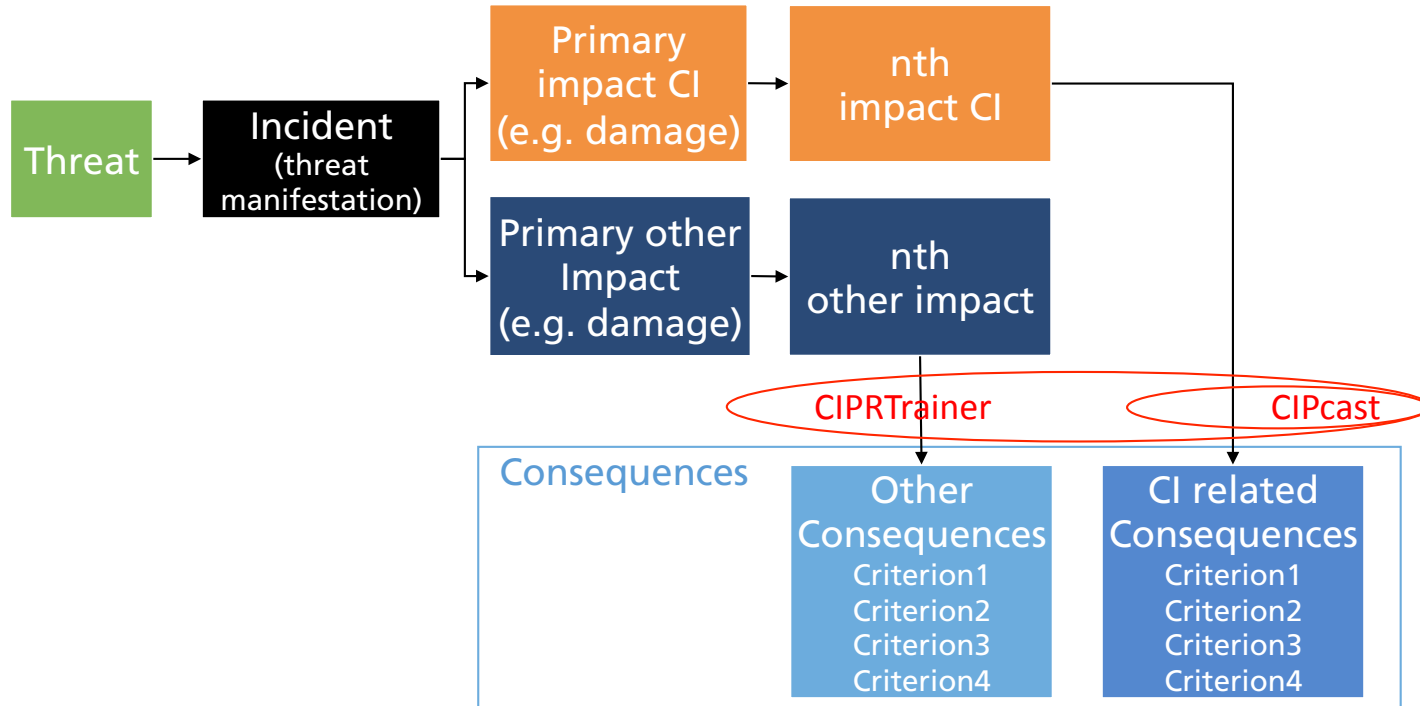 Primary
impact CI
(e.g. damage)
nth
impact CI
Threat
Incident
(threat
manifestation)
Primary other
Impact
(e.g. damage)
nth
other impact
CIPRTrainer
CIPcast
Consequences
Other
Consequences
Criterion1
Criterion2
Criterion3
Criterion4
CI related
Consequences
Criterion1
Criterion2
Criterion3
Criterion4